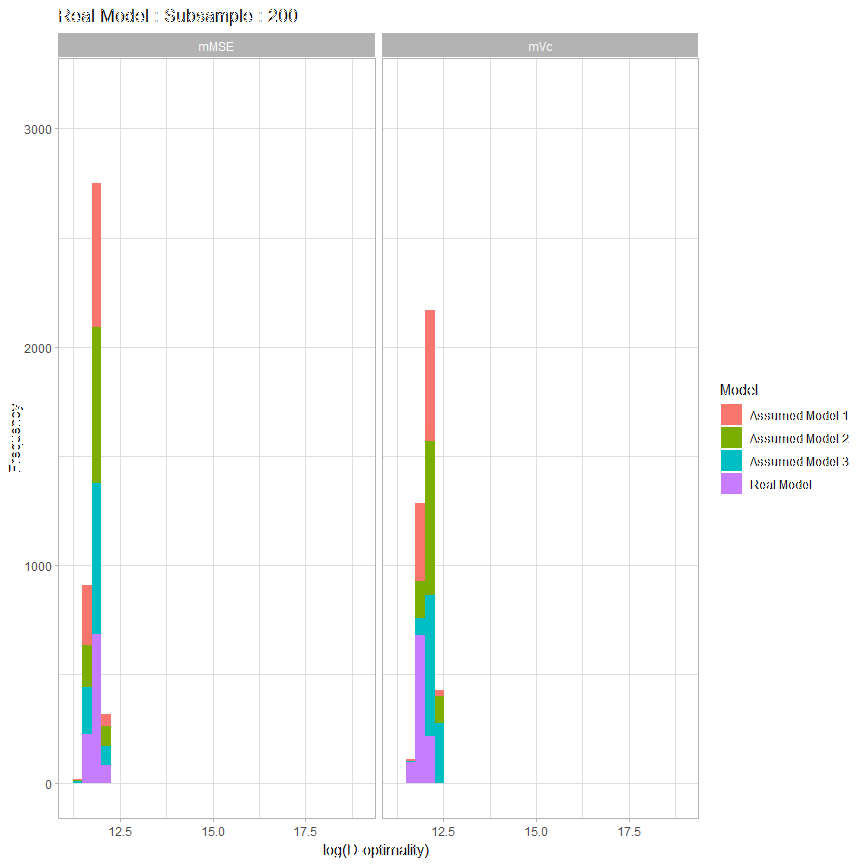 Real Model : Subsample : 200
mMSE
mVc
3000
2000
1000
0
Frequency
12.5
15.0
17.5
12.5
15.0
17.5
log(D-optimality)
Model
Assumed Model 1
Assumed Model 2
Assumed Model 3
Real Model